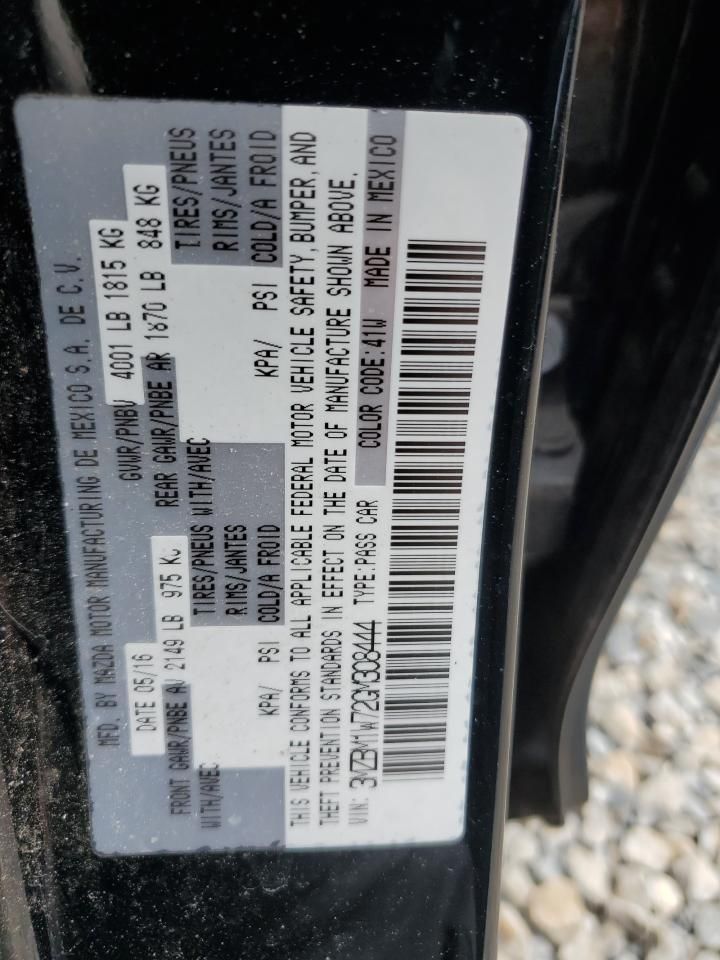 MFD. BY MAZDA MOTOR MANUFACTURING DE MEXICO S.A. DE C.V.
DATE 05/16 GVWR/PNBV 4001 LB 1815 KG
FRONT GAWR/PNBE AV 2149 LB 975 KG REAR GAWR/PNBE AR 1870 LB 848 KG
WITH/AVEC TIRES/PNEUS WITH/AVEC TIRES/PNEUS
RIMS/JANTES RIMS/JANTES
KPA/ PSI COLD/A FROID KPA/ PSI COLD/A FROID
THIS VEHICLE CONFORMS TO ALL APPLICABLE FEDERAL MOTOR VEHICLE SAFETY, BUMPER, AND
THEFT PREVENTION STANDARDS IN EFFECT ON THE DATE OF MANUFACTURE SHOWN ABOVE.
VIN: 3MZBM1W72GM308444 TYPE:PASS CAR COLOR CODE:41W MADE IN MEXICO